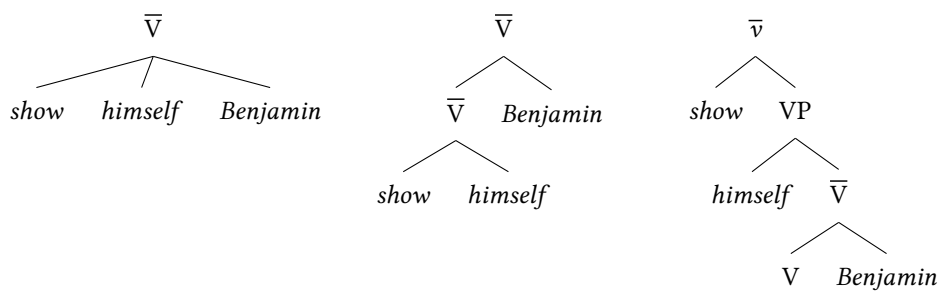 V̅ V̅ v̅
show himself Benjamin V̅ Benjamin show VP
show himself himself V̅
V Benjamin